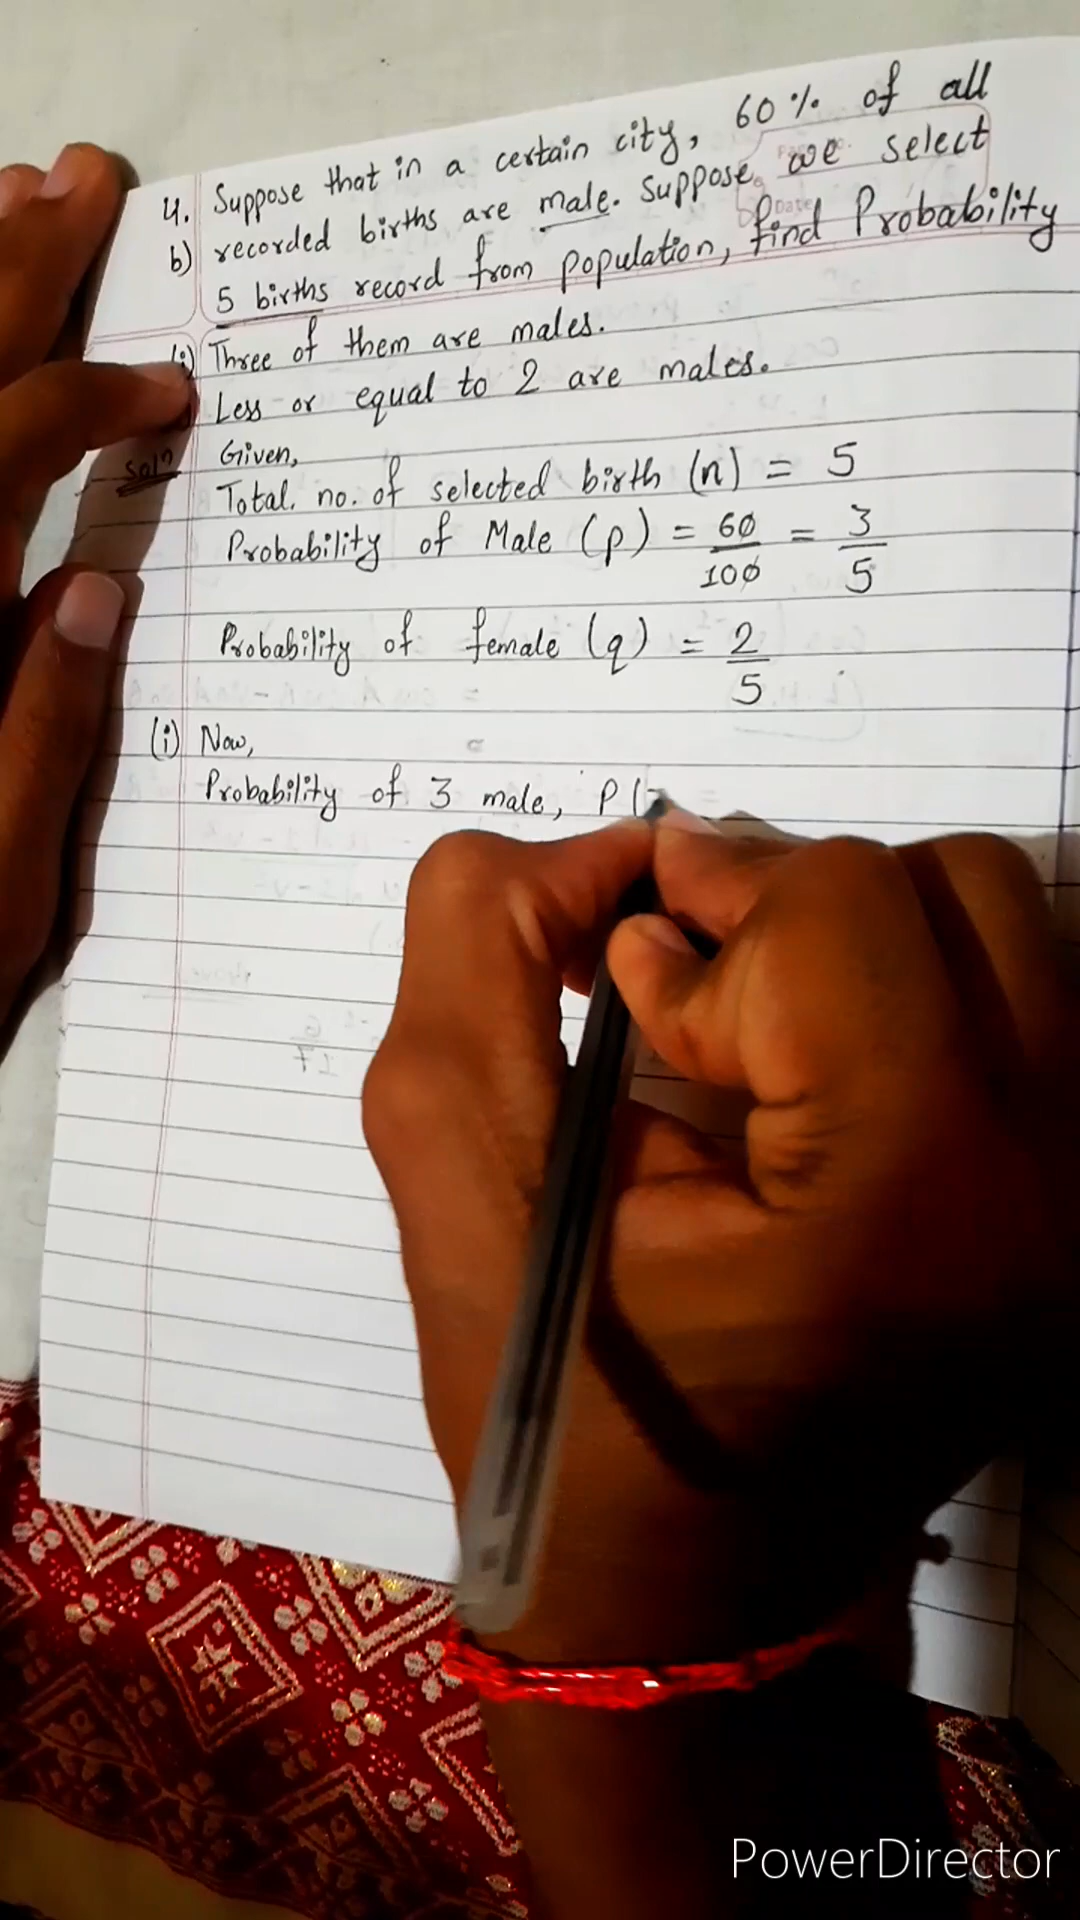 4. Suppose that in a certain city, 60% of all
b) recorded births are male. Suppose we select
5 births record from population, find Probability
(i) Three of them are males.
Less or equal to 2 are males.
Soln Given,
Total. no. of selected birth (n) = 5
Probability of Male (p) = 60/100 = 3/5
Probability of female (q) = 2/5
(i) Now,
Probability of 3 male, P(
PowerDirector